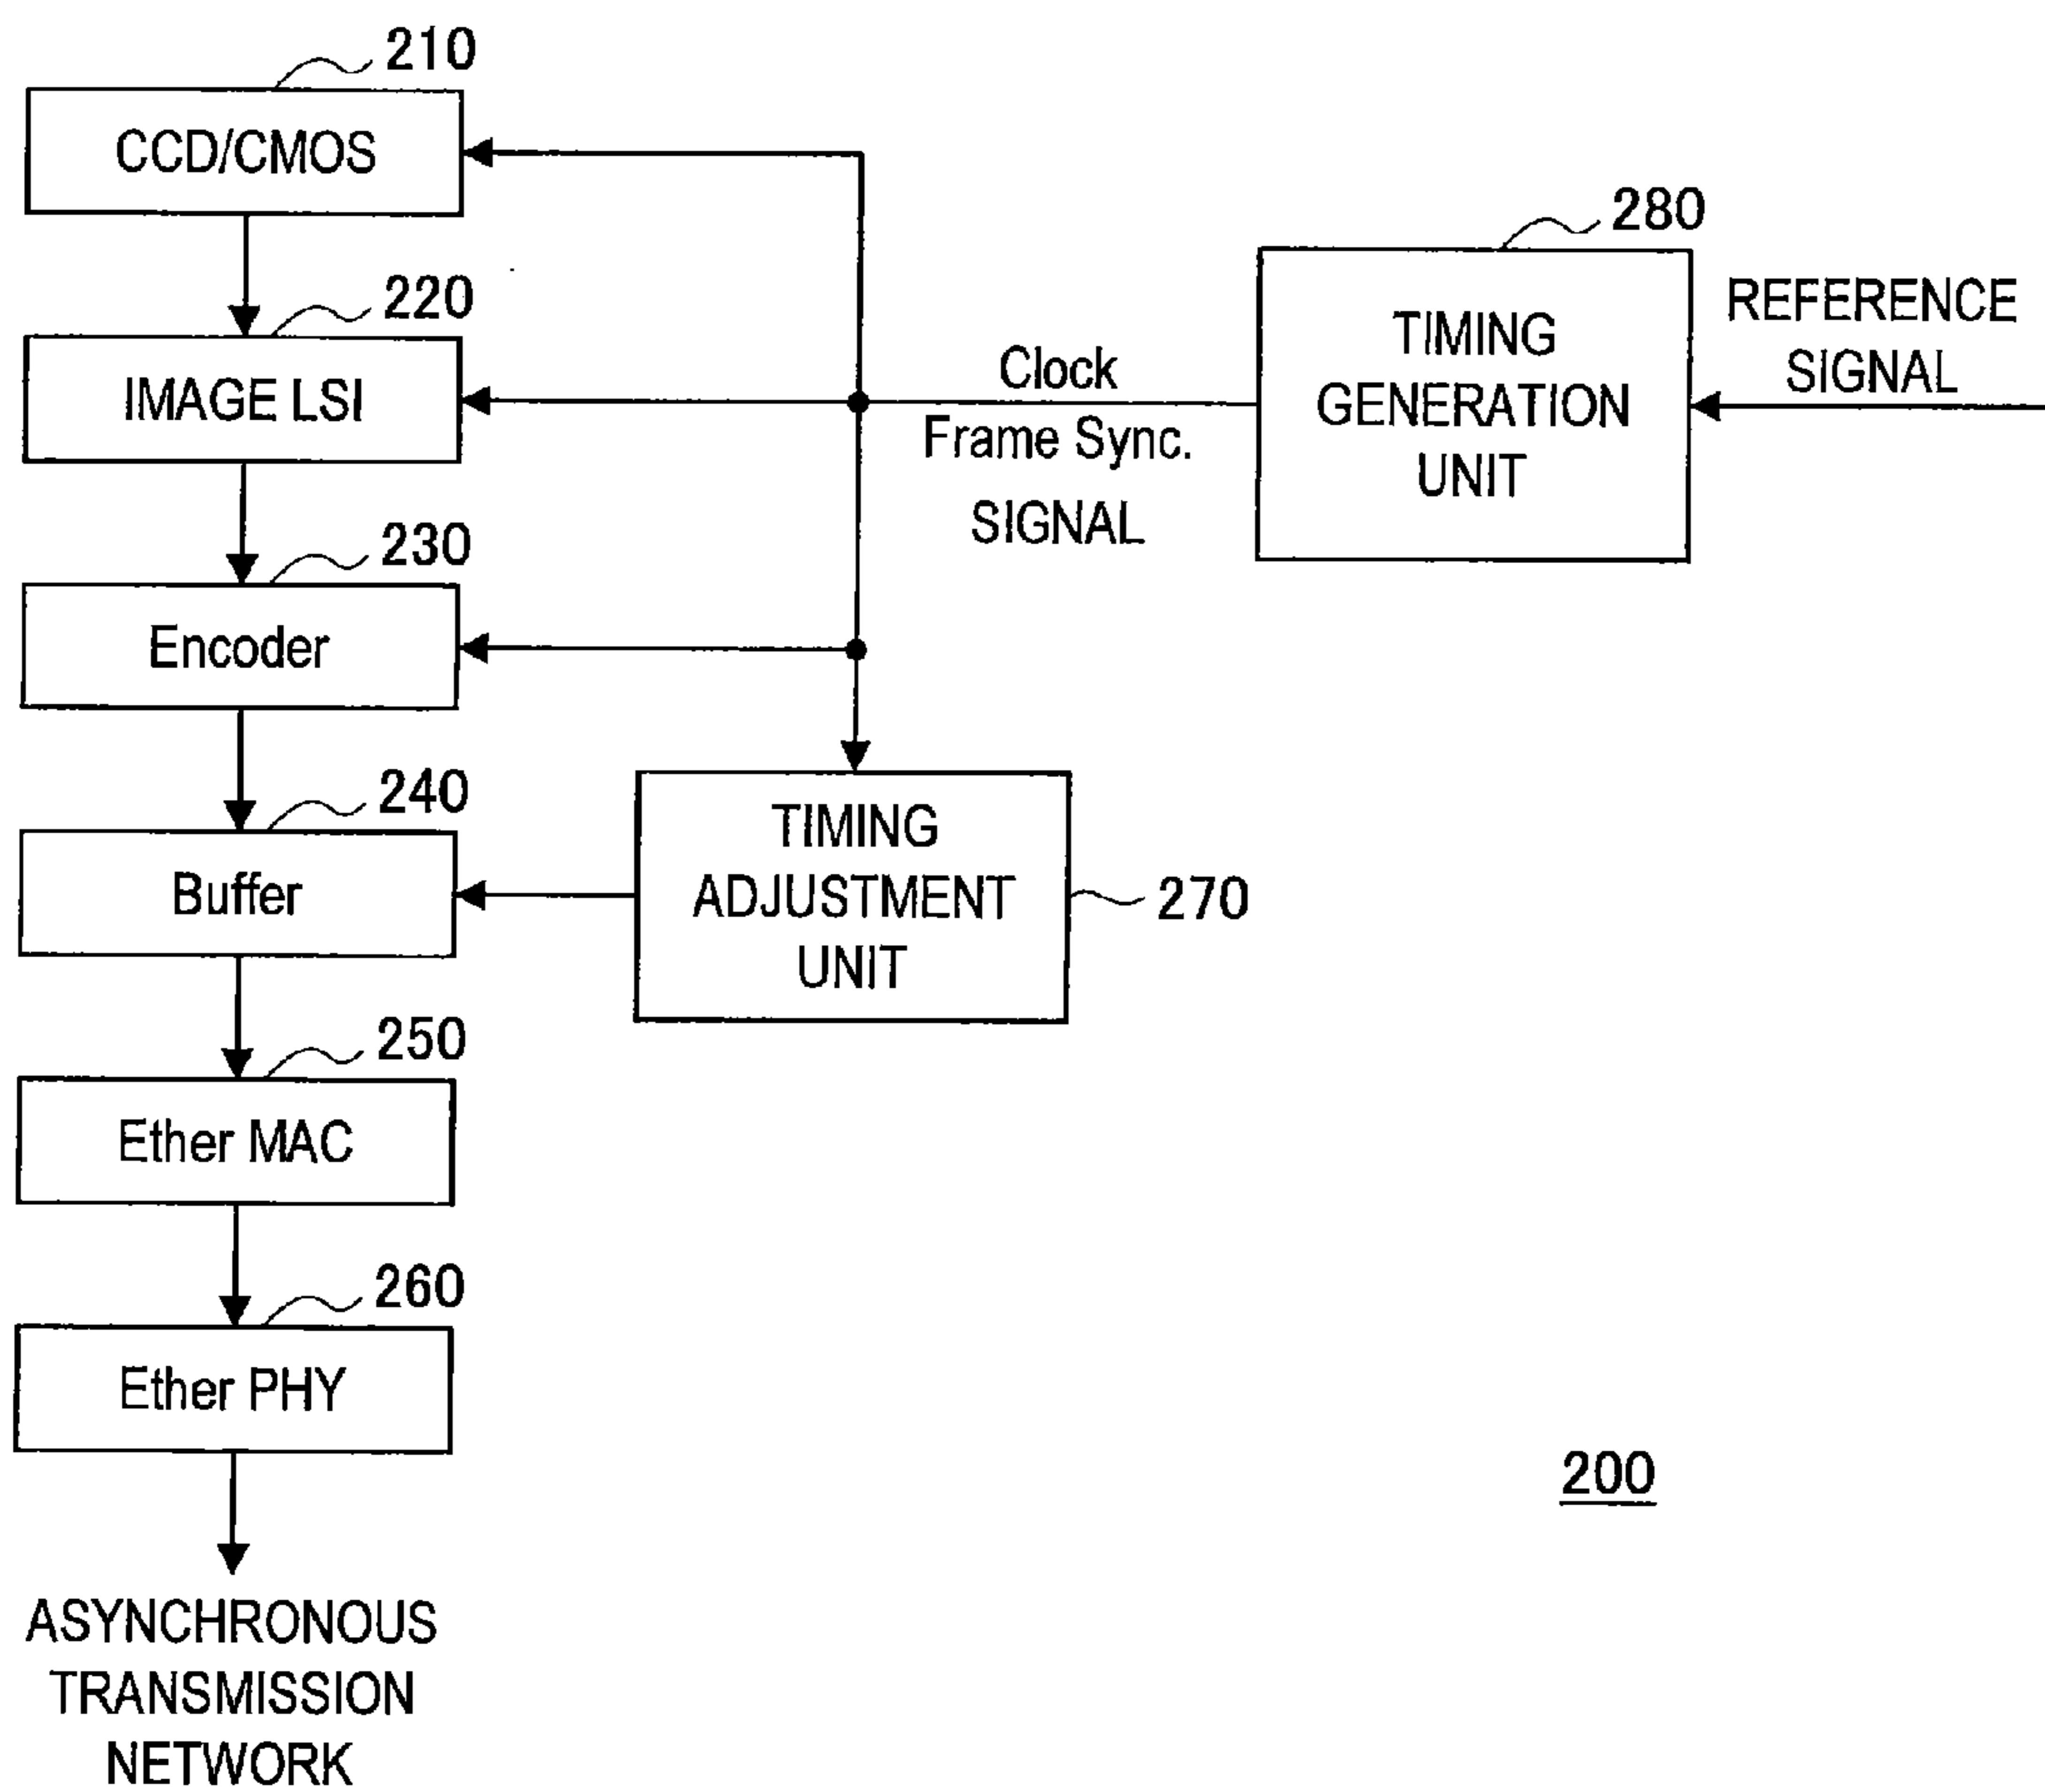 210
CCD/CMOS
280
220
REFERENCE
SIGNAL
TIMING
GENERATION
UNIT
Clock
Frame Sync.
SIGNAL
IMAGE LSI
230
Encoder
240
TIMING
ADJUSTMENT
UNIT
270
Buffer
250
Ether MAC
260
Ether PHY
200
ASYNCHRONOUS
TRANSMISSION
NETWORK